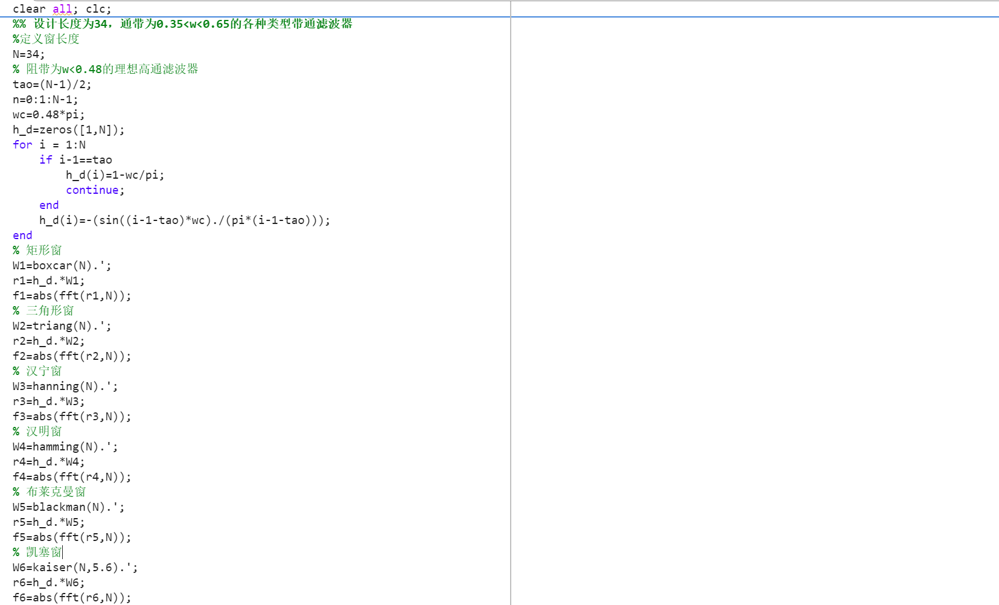 clear all; clc;
%% 设计长度为34，通带为0.35<w<0.65的各种类型带通滤波器
%定义窗长度
N=34;
% 阻带为w<0.48的理想高通滤波器
tao=(N-1)/2;
n=0:1:N-1;
wc=0.48*pi;
h_d=zeros([1,N]);
for i = 1:N
    if i-1==tao
        h_d(i)=1-wc/pi;
        continue;
    end
    h_d(i)=-(sin((i-1-tao)*wc)./(pi*(i-1-tao)));
end
% 矩形窗
W1=boxcar(N).';
r1=h_d.*W1;
f1=abs(fft(r1,N));
% 三角形窗
W2=triang(N).';
r2=h_d.*W2;
f2=abs(fft(r2,N));
% 汉宁窗
W3=hanning(N).';
r3=h_d.*W3;
f3=abs(fft(r3,N));
% 汉明窗
W4=hamming(N).';
r4=h_d.*W4;
f4=abs(fft(r4,N));
% 布莱克曼窗
W5=blackman(N).';
r5=h_d.*W5;
f5=abs(fft(r5,N));
% 凯塞窗
W6=kaiser(N,5.6).';
r6=h_d.*W6;
f6=abs(fft(r6,N));